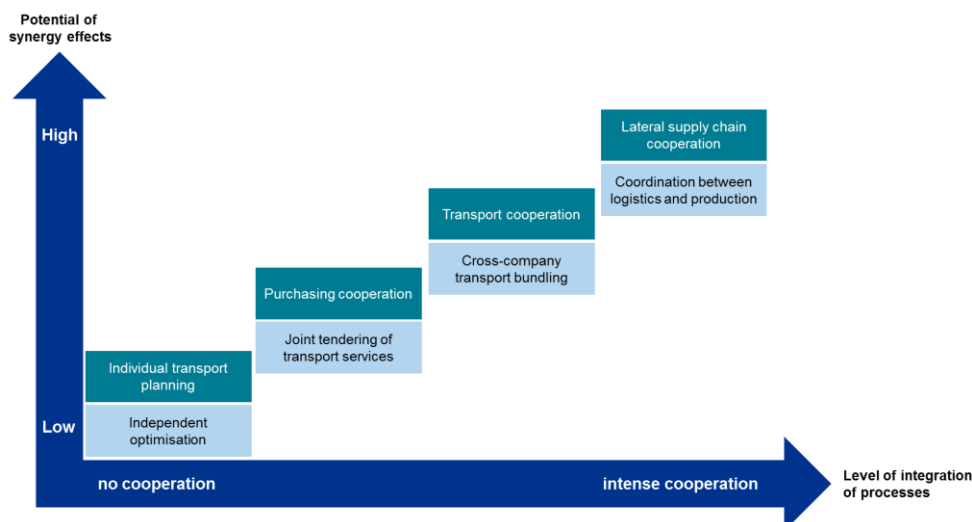 Potential of
synergy effects
High
Lateral supply chain
cooperation
Coordination between
logistics and production
Transport cooperation
Cross-company
transport bundling
Purchasing cooperation
Joint tendering of
transport services
Individual transport
planning
Low
Independent
optimisation
no cooperation
intense cooperation
Level of integration
of processes